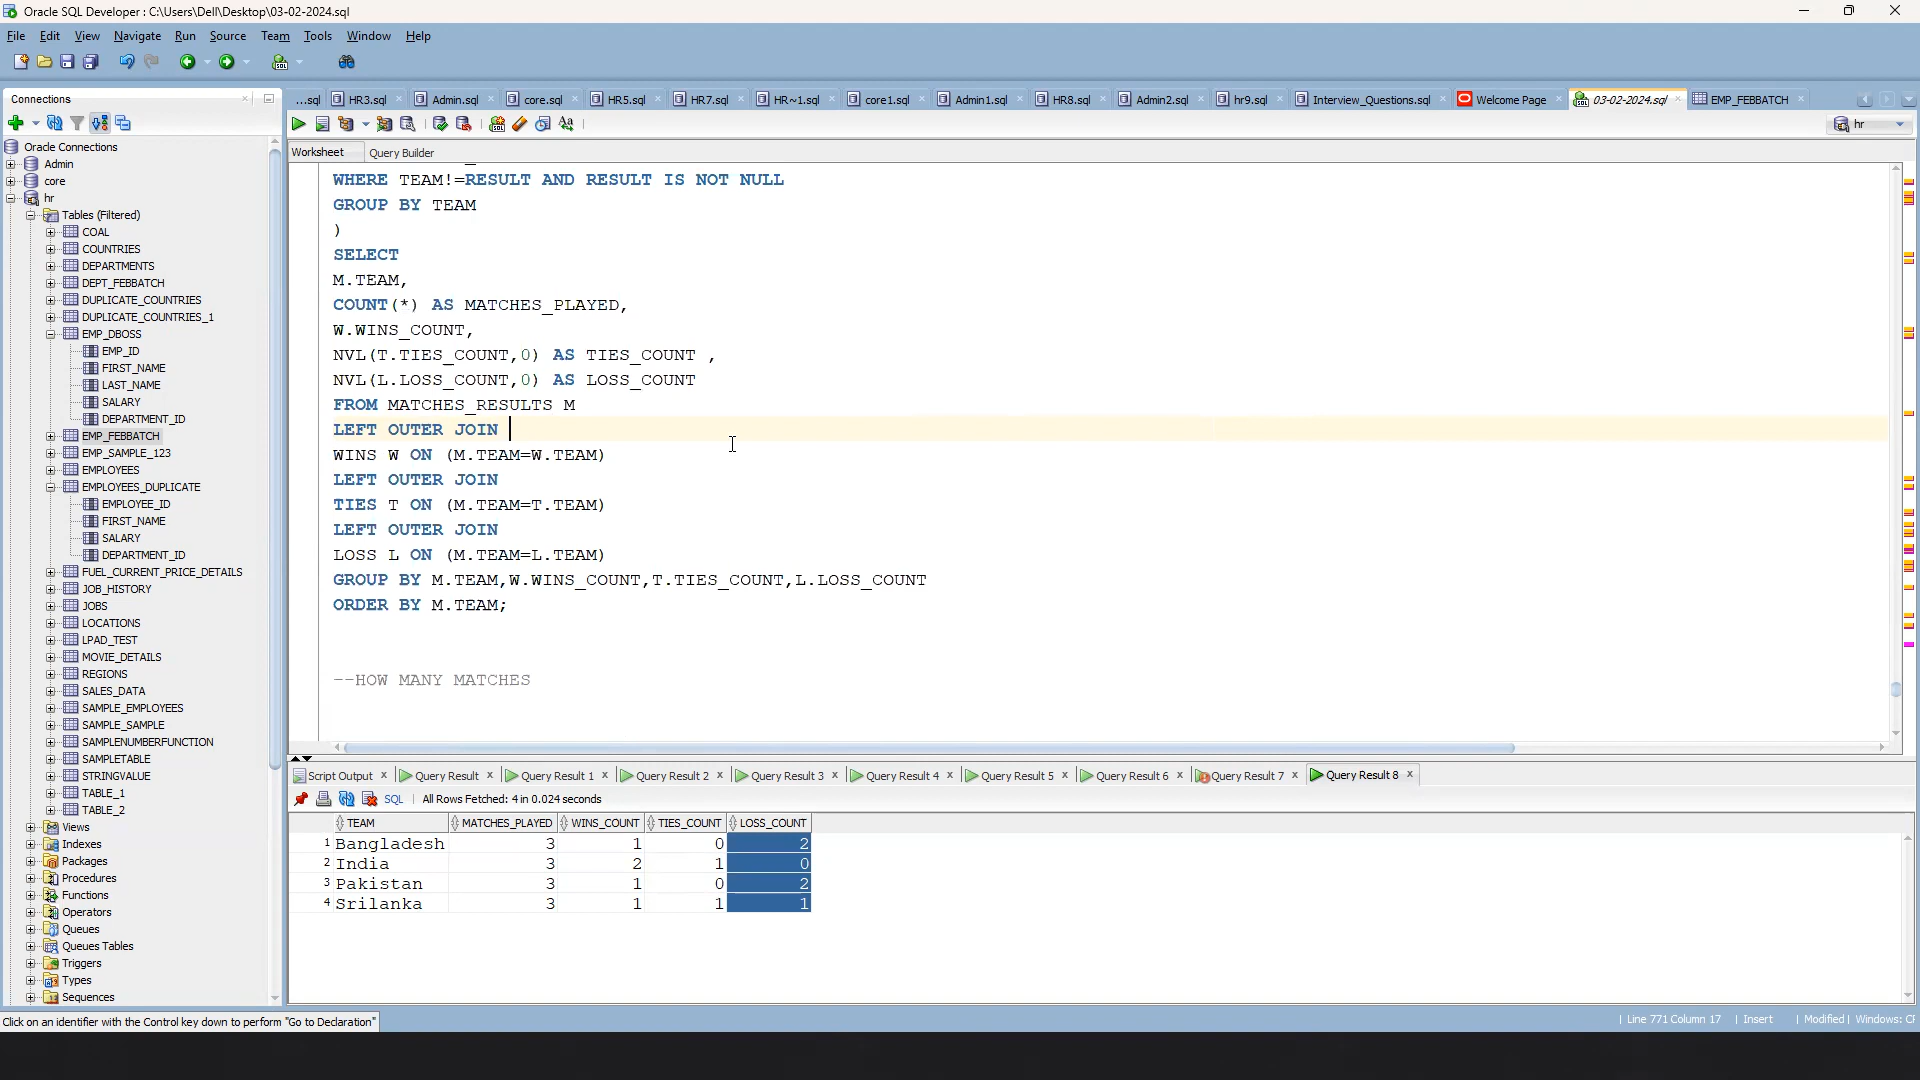 Oracle SQL Developer : C:\Users\Dell\Desktop\03-02-2024.sql
File Edit View Navigate Run Source Team Tools Window Help
Connections
...sql HR3.sql Admin.sql core.sql HR5.sql HR7.sql HR~1.sql core1.sql Admin1.sql HR8.sql Admin2.sql hr9.sql Interview_Questions.sql Welcome Page 03-02-2024.sql EMP_FEBBATCH
hr
Worksheet Query Builder
Oracle Connections
Admin
core
hr
Tables (Filtered)
COAL
COUNTRIES
DEPARTMENTS
DEPT_FEBBATCH
DUPLICATE_COUNTRIES
DUPLICATE_COUNTRIES_1
EMP_DBOSS
EMP_ID
FIRST_NAME
LAST_NAME
SALARY
DEPARTMENT_ID
EMP_FEBBATCH
EMP_SAMPLE_123
EMPLOYEES
EMPLOYEES_DUPLICATE
EMPLOYEE_ID
FIRST_NAME
SALARY
DEPARTMENT_ID
FUEL_CURRENT_PRICE_DETAILS
JOB_HISTORY
JOBS
LOCATIONS
LPAD_TEST
MOVIE_DETAILS
REGIONS
SALES_DATA
SAMPLE_EMPLOYEES
SAMPLE_SAMPLE
SAMPLENUMBERFUNCTION
SAMPLETABLE
STRINGVALUE
TABLE_1
TABLE_2
Views
Indexes
Packages
Procedures
Functions
Operators
Queues
Queues Tables
Triggers
Types
Sequences
WHERE TEAM!=RESULT AND RESULT IS NOT NULL
GROUP BY TEAM
)
SELECT
M.TEAM,
COUNT(*) AS MATCHES_PLAYED,
W.WINS_COUNT,
NVL(T.TIES_COUNT,0) AS TIES_COUNT ,
NVL(L.LOSS_COUNT,0) AS LOSS_COUNT
FROM MATCHES_RESULTS M
LEFT OUTER JOIN
WINS W ON (M.TEAM=W.TEAM)
LEFT OUTER JOIN
TIES T ON (M.TEAM=T.TEAM)
LEFT OUTER JOIN
LOSS L ON (M.TEAM=L.TEAM)
GROUP BY M.TEAM,W.WINS_COUNT,T.TIES_COUNT,L.LOSS_COUNT
ORDER BY M.TEAM;
--HOW MANY MATCHES
Script Output Query Result Query Result 1 Query Result 2 Query Result 3 Query Result 4 Query Result 5 Query Result 6 Query Result 7 Query Result 8
SQL All Rows Fetched: 4 in 0.024 seconds
TEAM MATCHES_PLAYED WINS_COUNT TIES_COUNT LOSS_COUNT
1 Bangladesh 3 1 0 2
2 India 3 2 1 0
3 Pakistan 3 1 0 2
4 Srilanka 3 1 1 1
Click on an identifier with the Control key down to perform "Go to Declaration"
Line 771 Column 17 Insert Modified Windows: